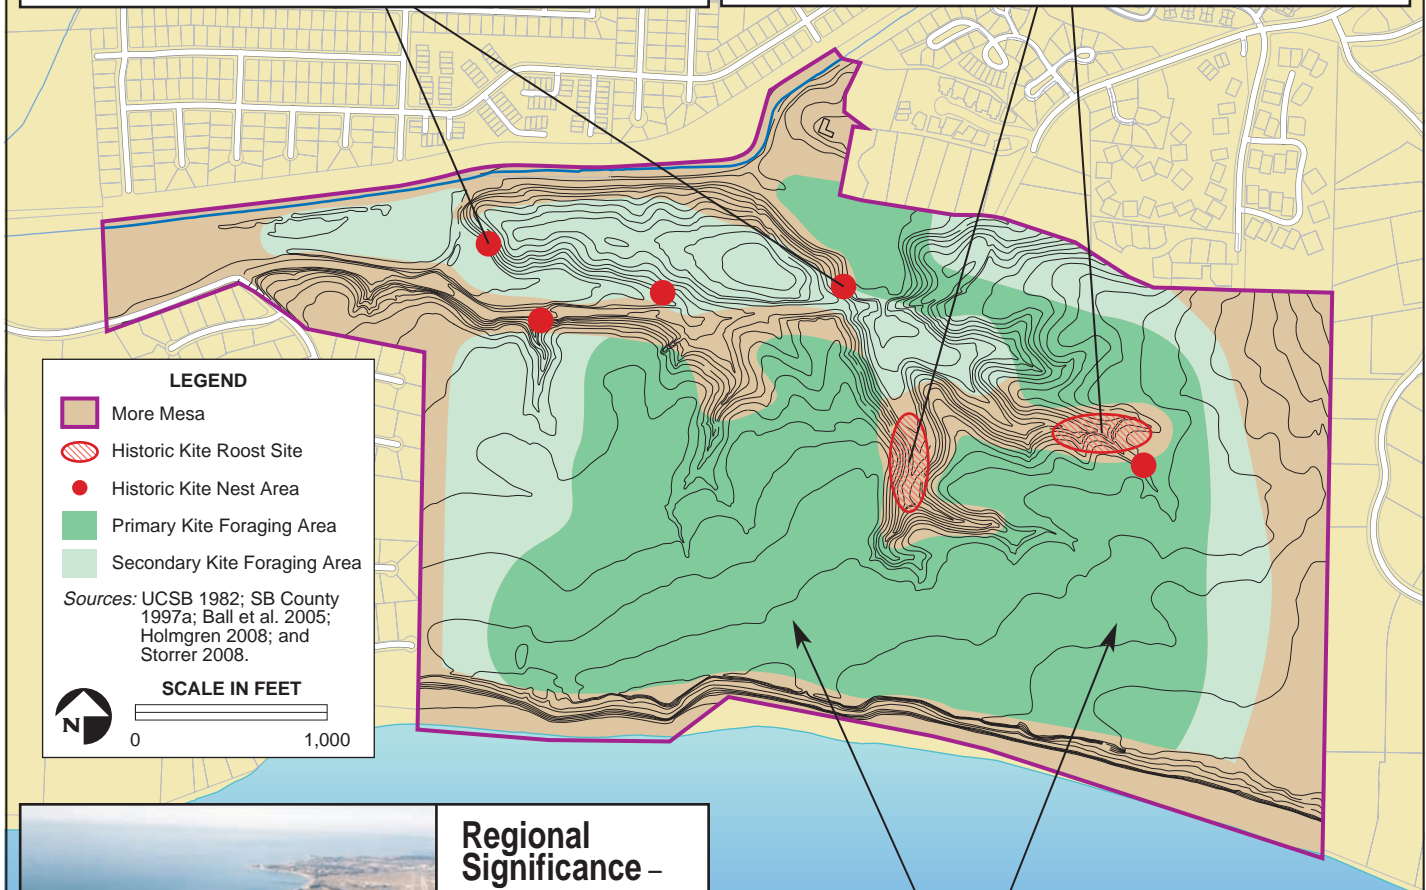 LEGEND
More Mesa
Historic Kite Roost Site
Historic Kite Nest Area
Primary Kite Foraging Area
Secondary Kite Foraging Area
Sources: UCSB 1982; SB County
1997a; Ball et al. 2005;
Holmgren 2008; and
Storrer 2008.
SCALE IN FEET
N
0 1,000
Regional
Significance –